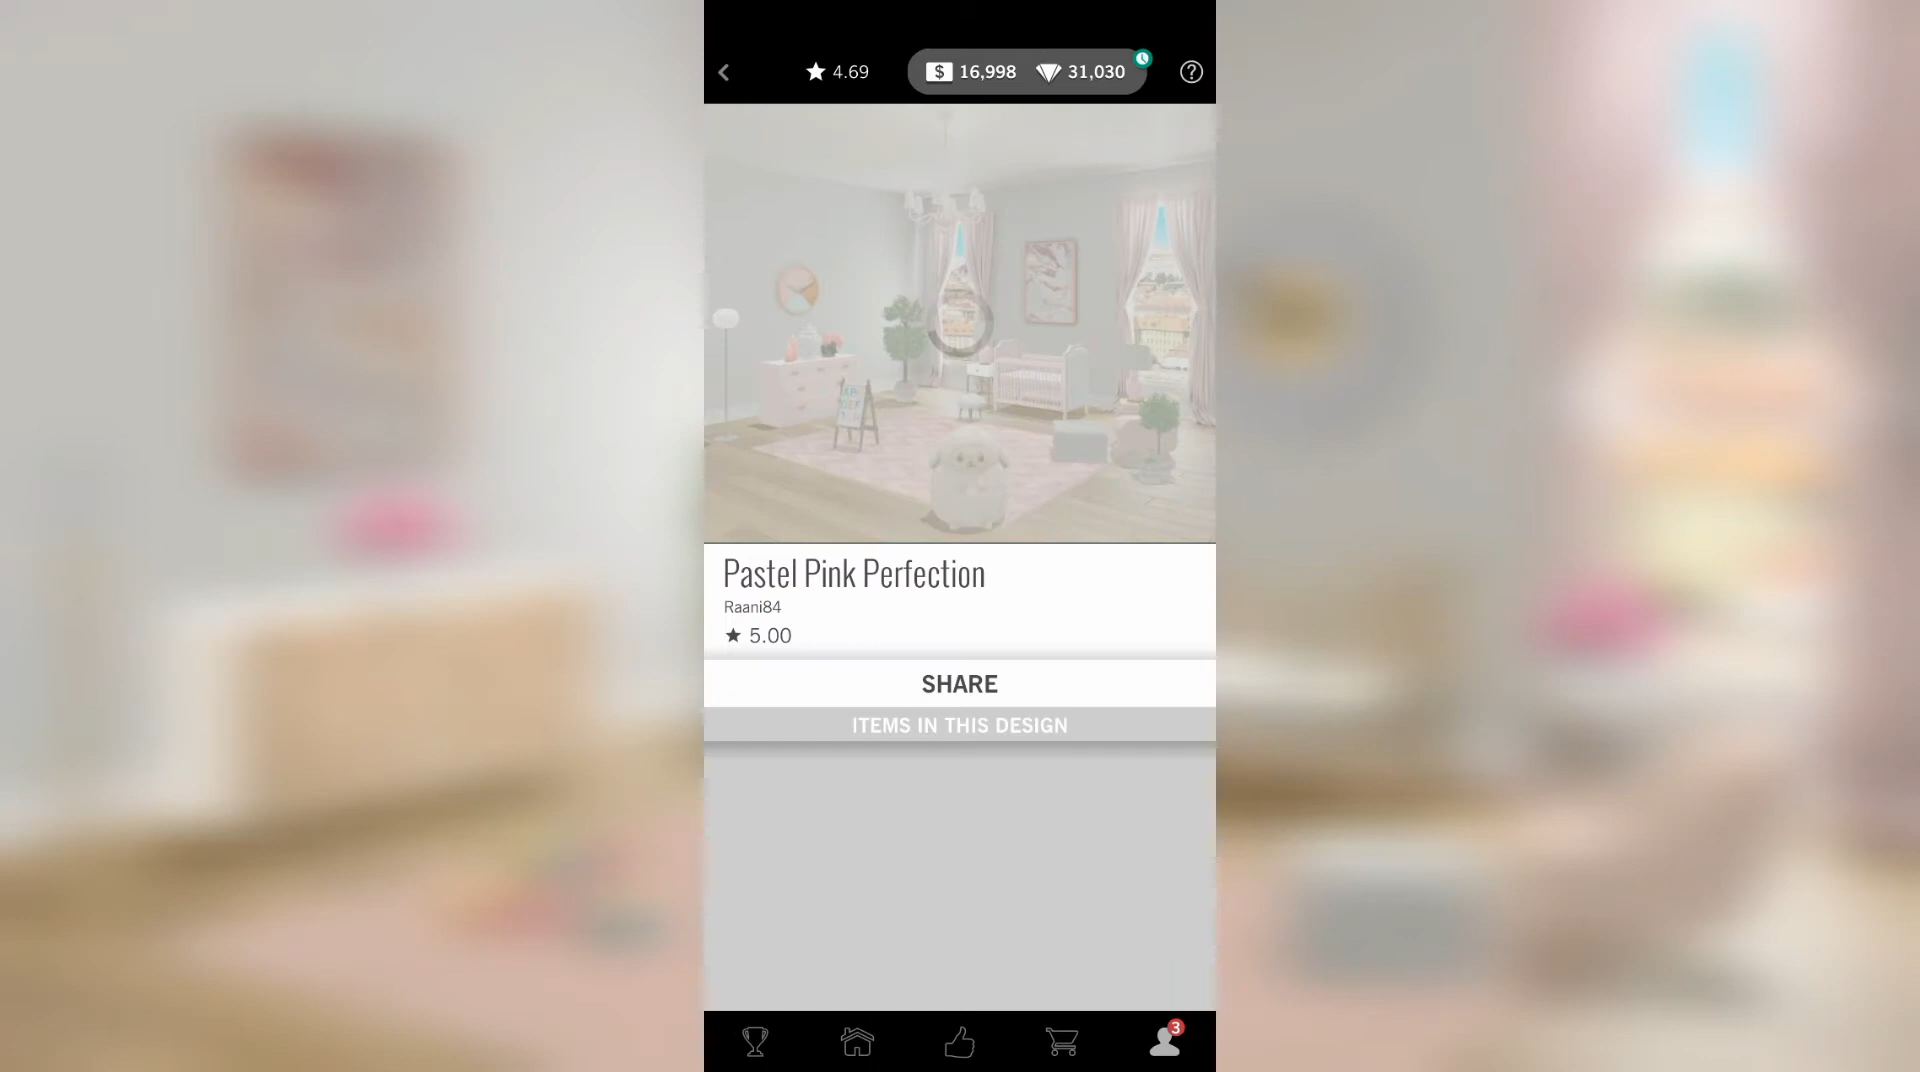 4.69
$ 16,998 31,030
Pastel Pink Perfection
Raani84
★ 5.00
SHARE
ITEMS IN THIS DESIGN
3